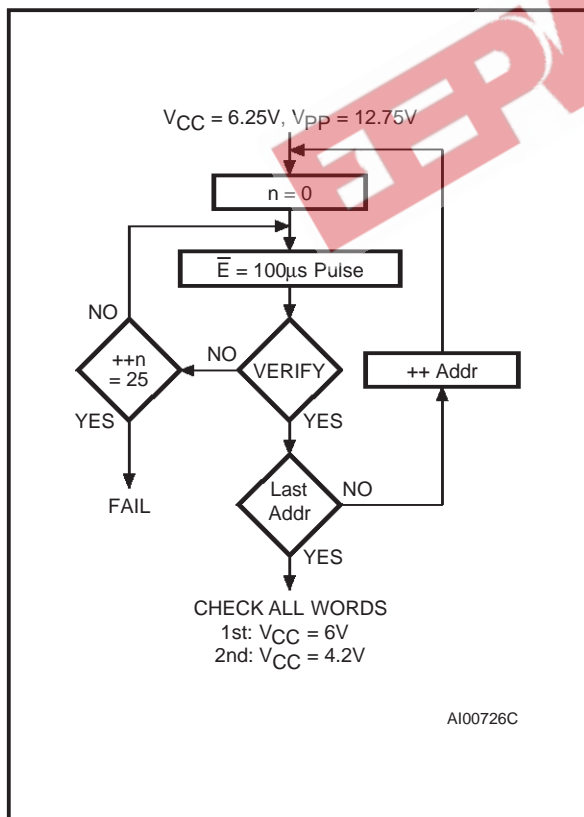 EEPW
VCC = 6.25V, VPP = 12.75V
n = 0
E̅ = 100μs Pulse
NO
++n
= 25
NO
VERIFY
++ Addr
YES
YES
FAIL
Last
Addr
NO
YES
CHECK ALL WORDS
1st: VCC = 6V
2nd: VCC = 4.2V
AI00726C